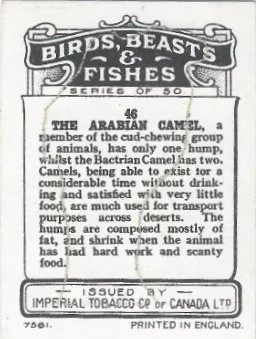 BIRDS, BEASTS
&
FISHES
SERIES OF 50
46
THE ARABIAN CAMEL, a
member of the cud-chewing group
of animals, has only one hump,
whilst the Bactrian Camel has two.
Camels, being able to exist for a
considerable time without drink-
ing and satisfied with very little
food, are much used for transport
purposes across deserts. The
humps are composed mostly of
fat, and shrink when the animal
has had hard work and scanty
food.
ISSUED BY
IMPERIAL TOBACCO Cº OF CANADA LTD
7581.
PRINTED IN ENGLAND.